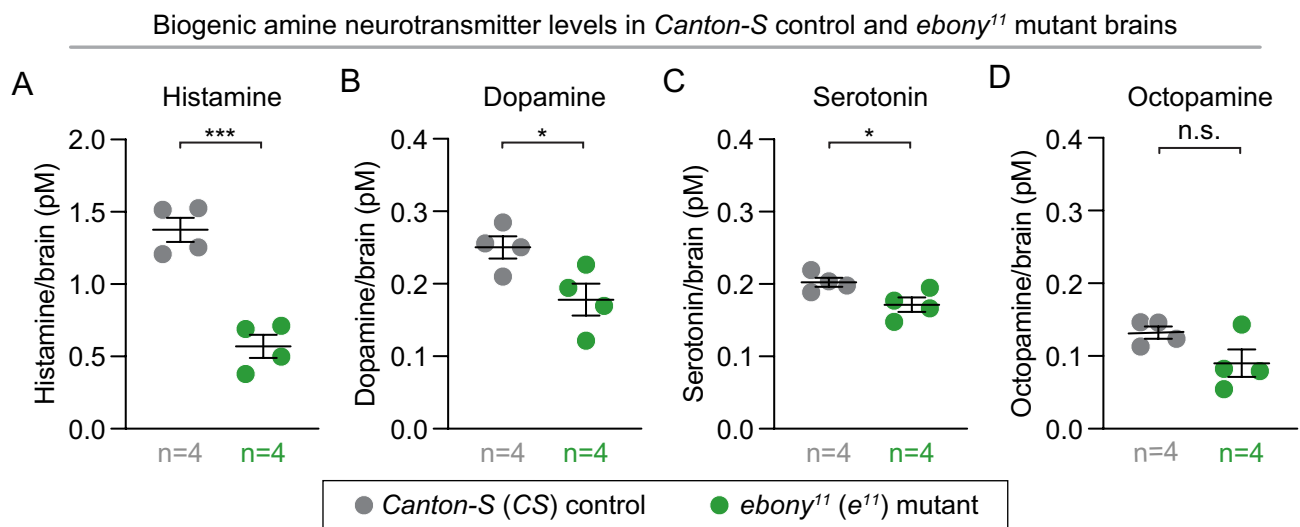 Biogenic amine neurotransmitter levels in Canton-S control and ebony¹¹ mutant brains
A
Histamine
***
Histamine/brain (pM)
2.0
1.5
1.0
0.5
0.0
n=4 n=4
B
Dopamine
*
Dopamine/brain (pM)
0.4
0.3
0.2
0.1
0.0
n=4 n=4
C
Serotonin
*
Serotonin/brain (pM)
0.4
0.3
0.2
0.1
0.0
n=4 n=4
D
Octopamine
n.s.
Octopamine/brain (pM)
0.4
0.3
0.2
0.1
0.0
n=4 n=4
Canton-S (CS) control ebony¹¹ (e¹¹) mutant